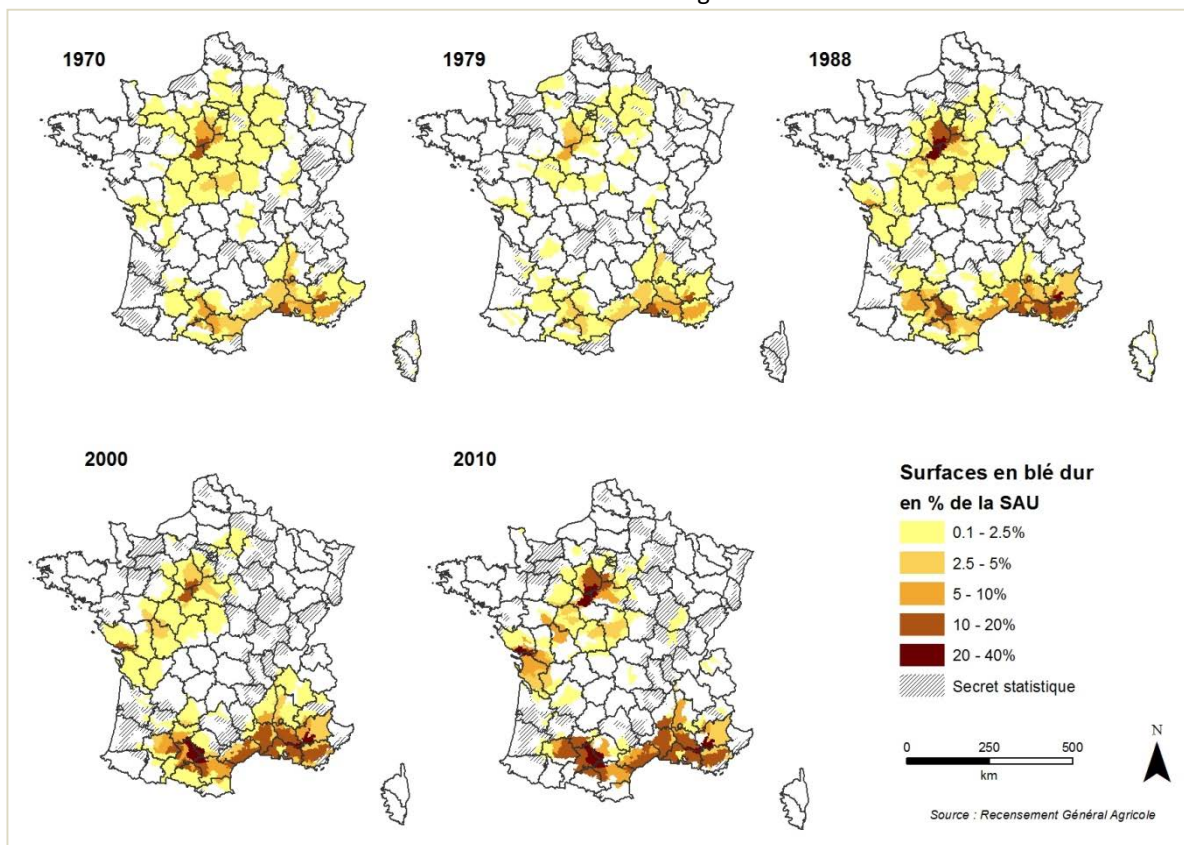 1970
1979
1988
2000
2010
Surfaces en blé dur
en % de la SAU
0.1 - 2.5%
2.5 - 5%
5 - 10%
10 - 20%
20 - 40%
Secret statistique
N
0 250 500
km
Source : Recensement Général Agricole